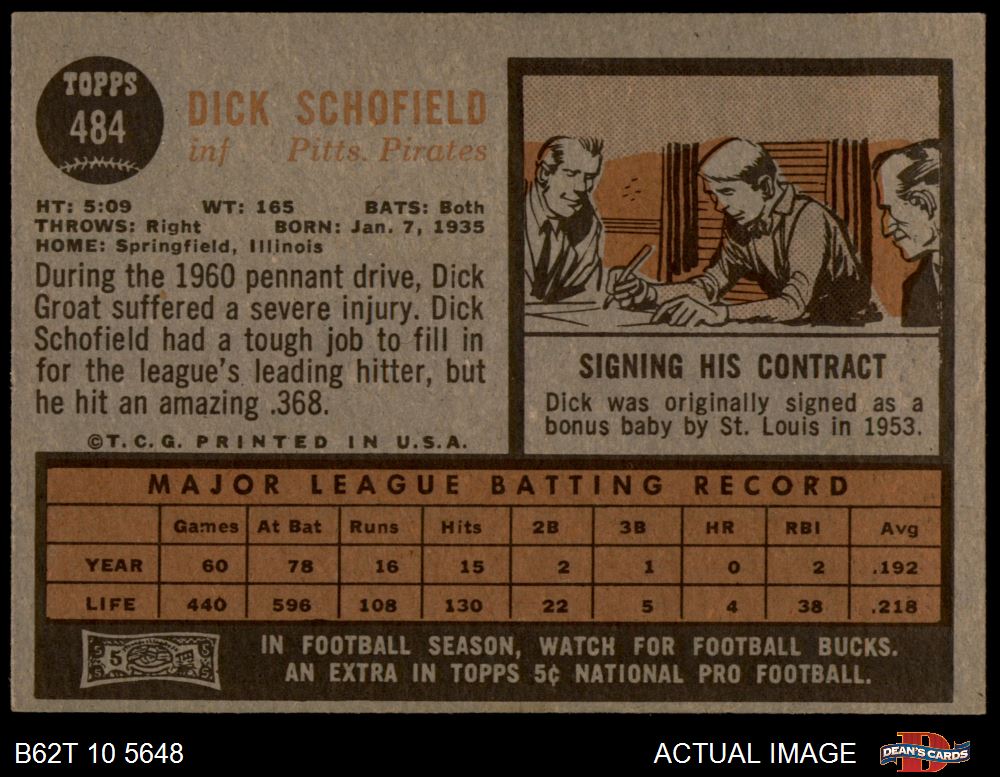 TOPPS
484
DICK SCHOFIELD
inf Pitts. Pirates
HT: 5:09 WT: 165 BATS: Both
THROWS: Right BORN: Jan. 7, 1935
HOME: Springfield, Illinois
During the 1960 pennant drive, Dick
Groat suffered a severe injury. Dick
Schofield had a tough job to fill in
for the league's leading hitter, but
he hit an amazing .368.
©T.C.G. PRINTED IN U.S.A.
SIGNING HIS CONTRACT
Dick was originally signed as a
bonus baby by St. Louis in 1953.
MAJOR LEAGUE BATTING RECORD
Games At Bat Runs Hits 2B 3B HR RBI Avg
YEAR 60 78 16 15 2 1 0 2 .192
LIFE 440 596 108 130 22 5 4 38 .218
5
IN FOOTBALL SEASON, WATCH FOR FOOTBALL BUCKS.
AN EXTRA IN TOPPS 5¢ NATIONAL PRO FOOTBALL.
B62T 10 5648
ACTUAL IMAGE
D
DEAN'S CARDS